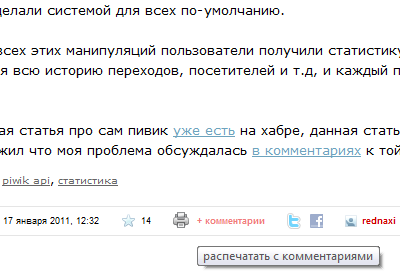 делали системой для всех по-умолчанию.
всех этих манипуляций пользователи получили статистику
я всю историю переходов, посетителей и т.д, и каждый п
ая статья про сам пивик уже есть на хабре, данная стать
жил что моя проблема обсуждалась в комментариях к той
piwik api, статистика
17 января 2011, 12:32 14 + комментарии rednaxi
распечатать с комментариями